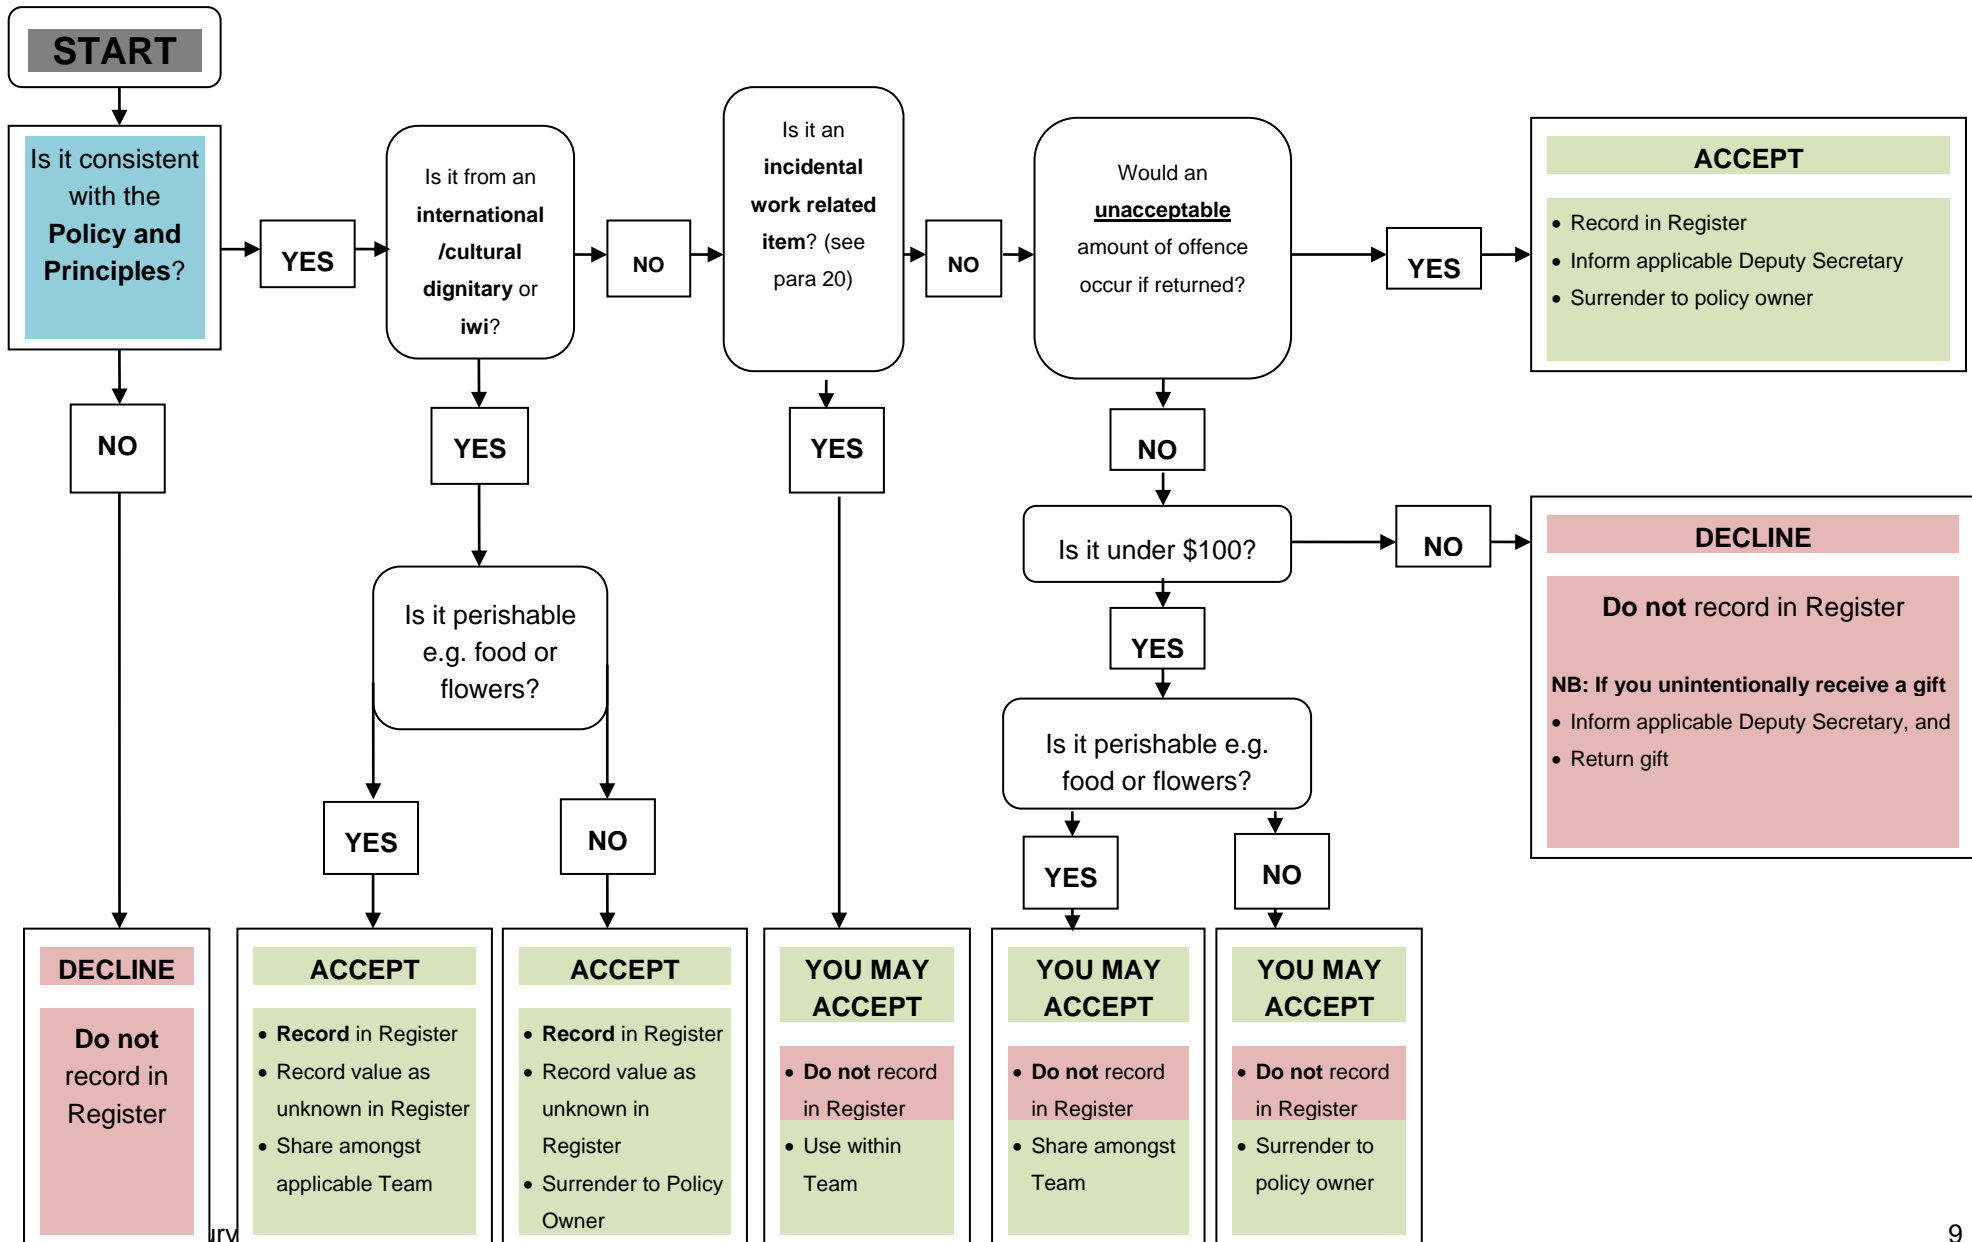 START
Is it consistent
with the
Policy and
Principles?
YES
Is it from an
international
/cultural
dignitary or
iwi?
NO
Is it an
incidental
work related
item? (see
para 20)
NO
Would an
unacceptable
amount of offence
occur if returned?
YES
ACCEPT
• Record in Register
• Inform applicable Deputy Secretary
• Surrender to policy owner
NO
YES
YES
NO
Is it under $100?
NO
DECLINE
Do not record in Register
NB: If you unintentionally receive a gift
• Inform applicable Deputy Secretary, and
• Return gift
Is it perishable
e.g. food or
flowers?
YES
Is it perishable e.g.
food or flowers?
YES
NO
YES
NO
DECLINE
Do not
record in
Register
ACCEPT
• Record in Register
• Record value as
unknown in Register
• Share amongst
applicable Team
ACCEPT
• Record in Register
• Record value as
unknown in
Register
• Surrender to Policy
Owner
YOU MAY
ACCEPT
• Do not record
in Register
• Use within
Team
YOU MAY
ACCEPT
• Do not record
in Register
• Share amongst
Team
YOU MAY
ACCEPT
• Do not record
in Register
• Surrender to
policy owner
9